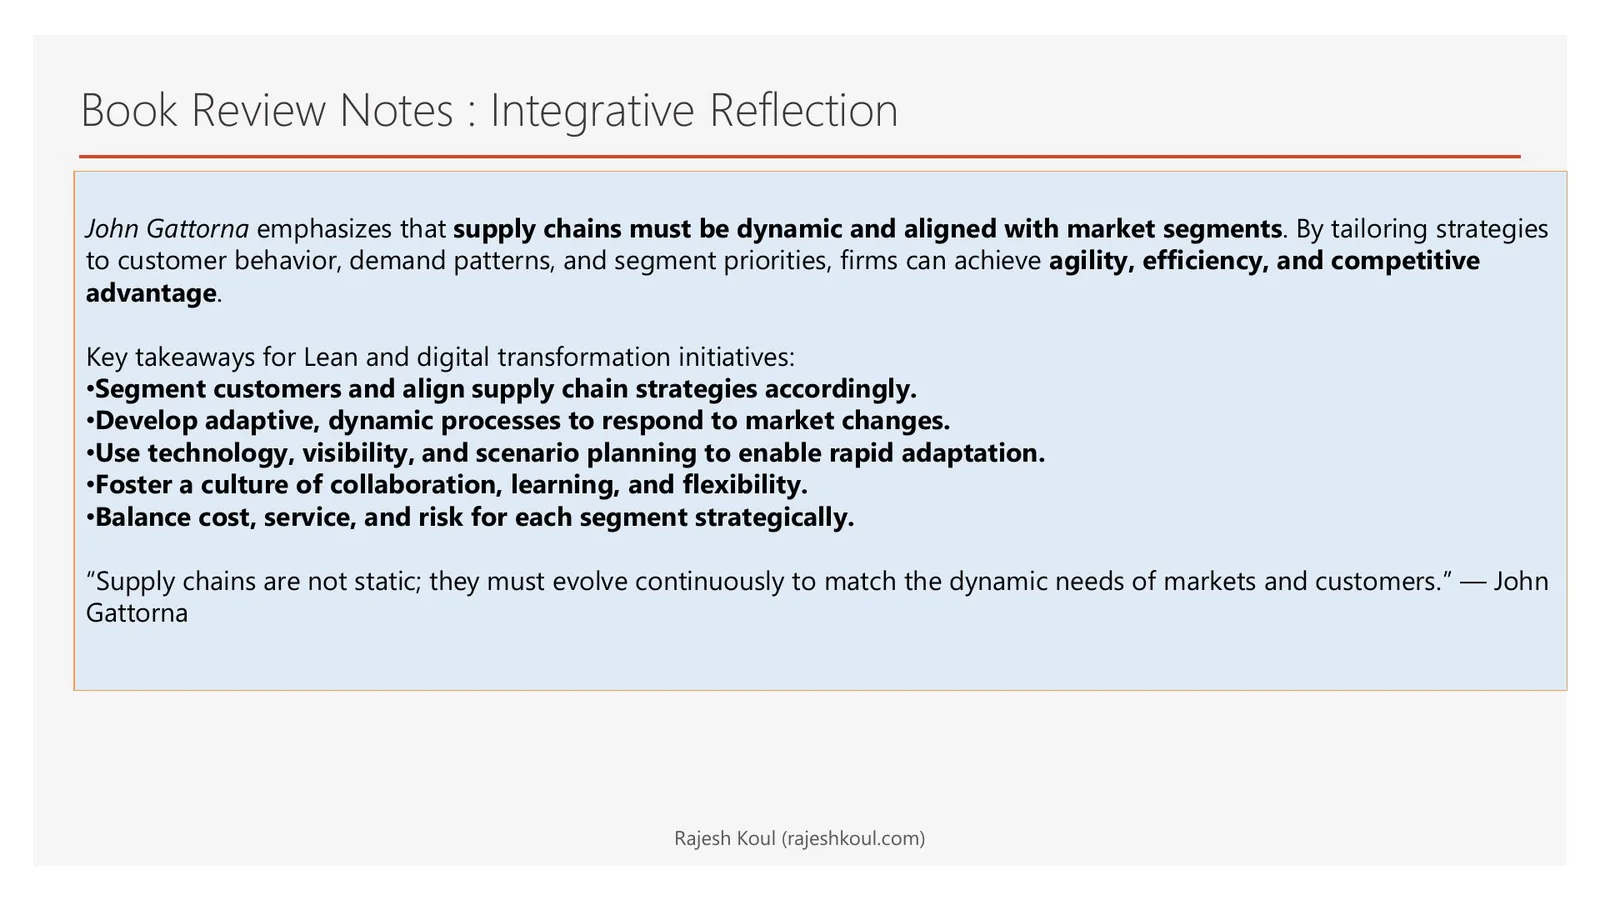 Book Review Notes : Integrative Reflection
John Gattorna emphasizes that supply chains must be dynamic and aligned with market segments. By tailoring strategies
to customer behavior, demand patterns, and segment priorities, firms can achieve agility, efficiency, and competitive
advantage.
Key takeaways for Lean and digital transformation initiatives:
•Segment customers and align supply chain strategies accordingly.
•Develop adaptive, dynamic processes to respond to market changes.
•Use technology, visibility, and scenario planning to enable rapid adaptation.
•Foster a culture of collaboration, learning, and flexibility.
•Balance cost, service, and risk for each segment strategically.
“Supply chains are not static; they must evolve continuously to match the dynamic needs of markets and customers.” — John
Gattorna
Rajesh Koul (rajeshkoul.com)